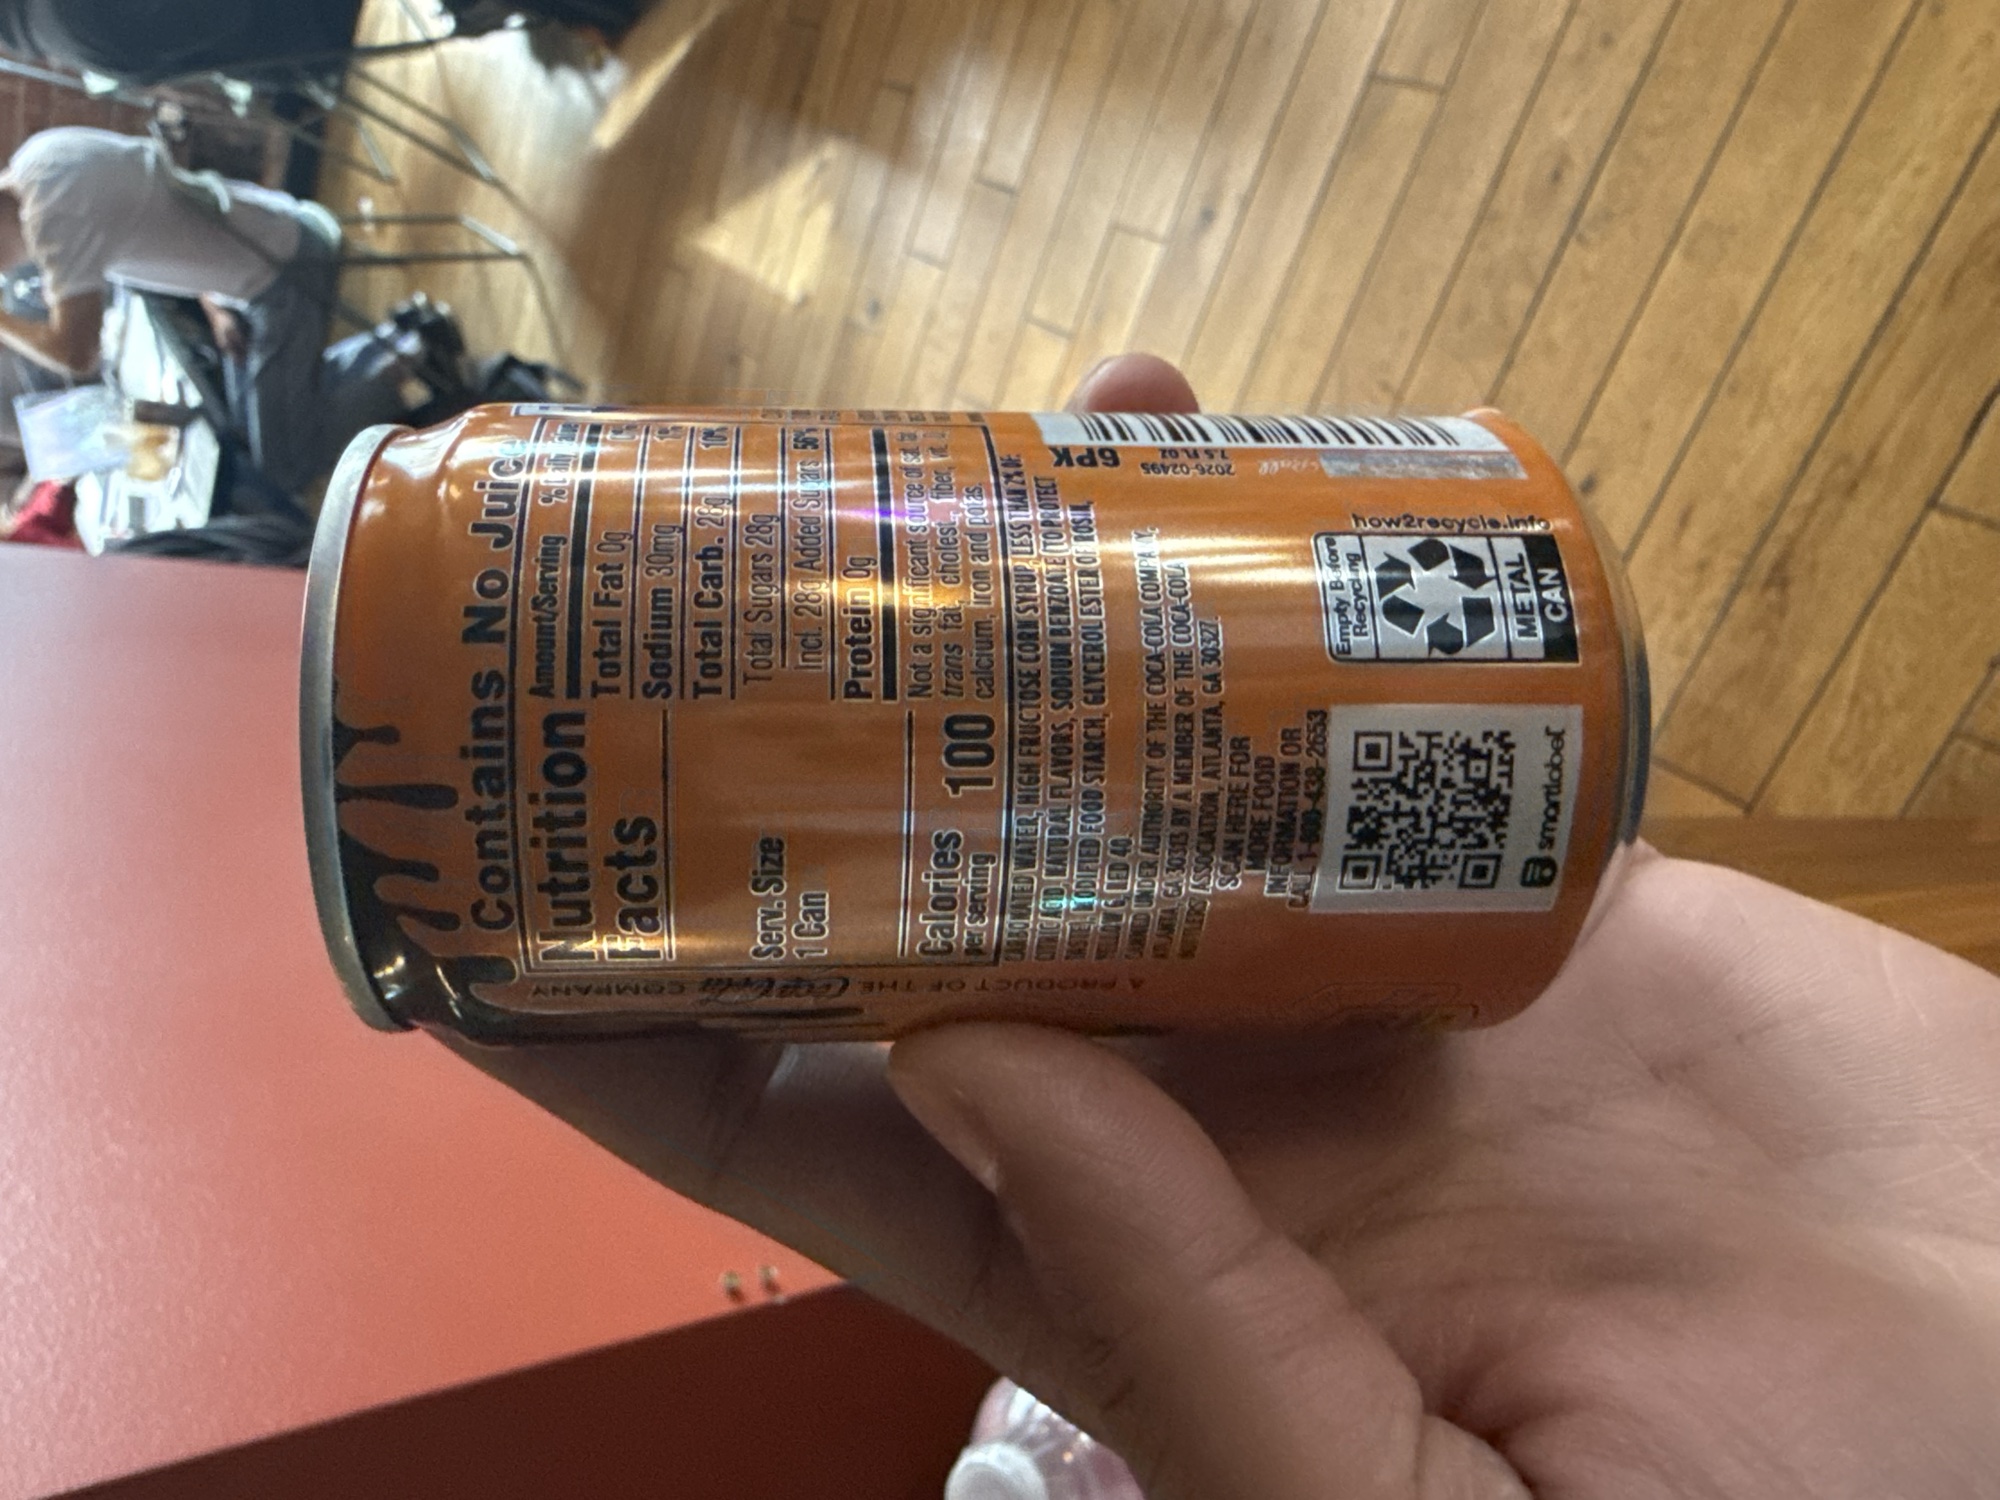 Contains No Juice
Nutrition
Facts
Serv. Size
1 Can
Calories
per serving
100
Amount/Serving % Daily Value
Total Fat 0g 0%
Sodium 30mg 1%
Total Carb. 28g 10%
Total Sugars 28g
Incl. 28g Added Sugars 56%
Protein 0g
Not a significant source of sat. fat,
trans fat, cholest., fiber, vit. D,
calcium, iron and potas.
CARBONATED WATER, HIGH FRUCTOSE CORN SYRUP, LESS THAN 2% OF:
CITRIC ACID, NATURAL FLAVORS, SODIUM BENZOATE (TO PROTECT
TASTE), MODIFIED FOOD STARCH, GLYCEROL ESTER OF ROSIN,
YELLOW 6, RED 40.
CANNED UNDER AUTHORITY OF THE COCA-COLA COMPANY,
ATLANTA, GA 30313 BY A MEMBER OF THE COCA-COLA
BOTTLERS' ASSOCIATION, ATLANTA, GA 30327.
SCAN HERE FOR
MORE FOOD
INFORMATION OR
CALL 1-800-438-2653
smartlabel
Empty Before
Recycling
METAL
CAN
how2recycle.info
A PRODUCT OF THE Coca-Cola COMPANY
6PK
2026-02495
7.5 FL OZ